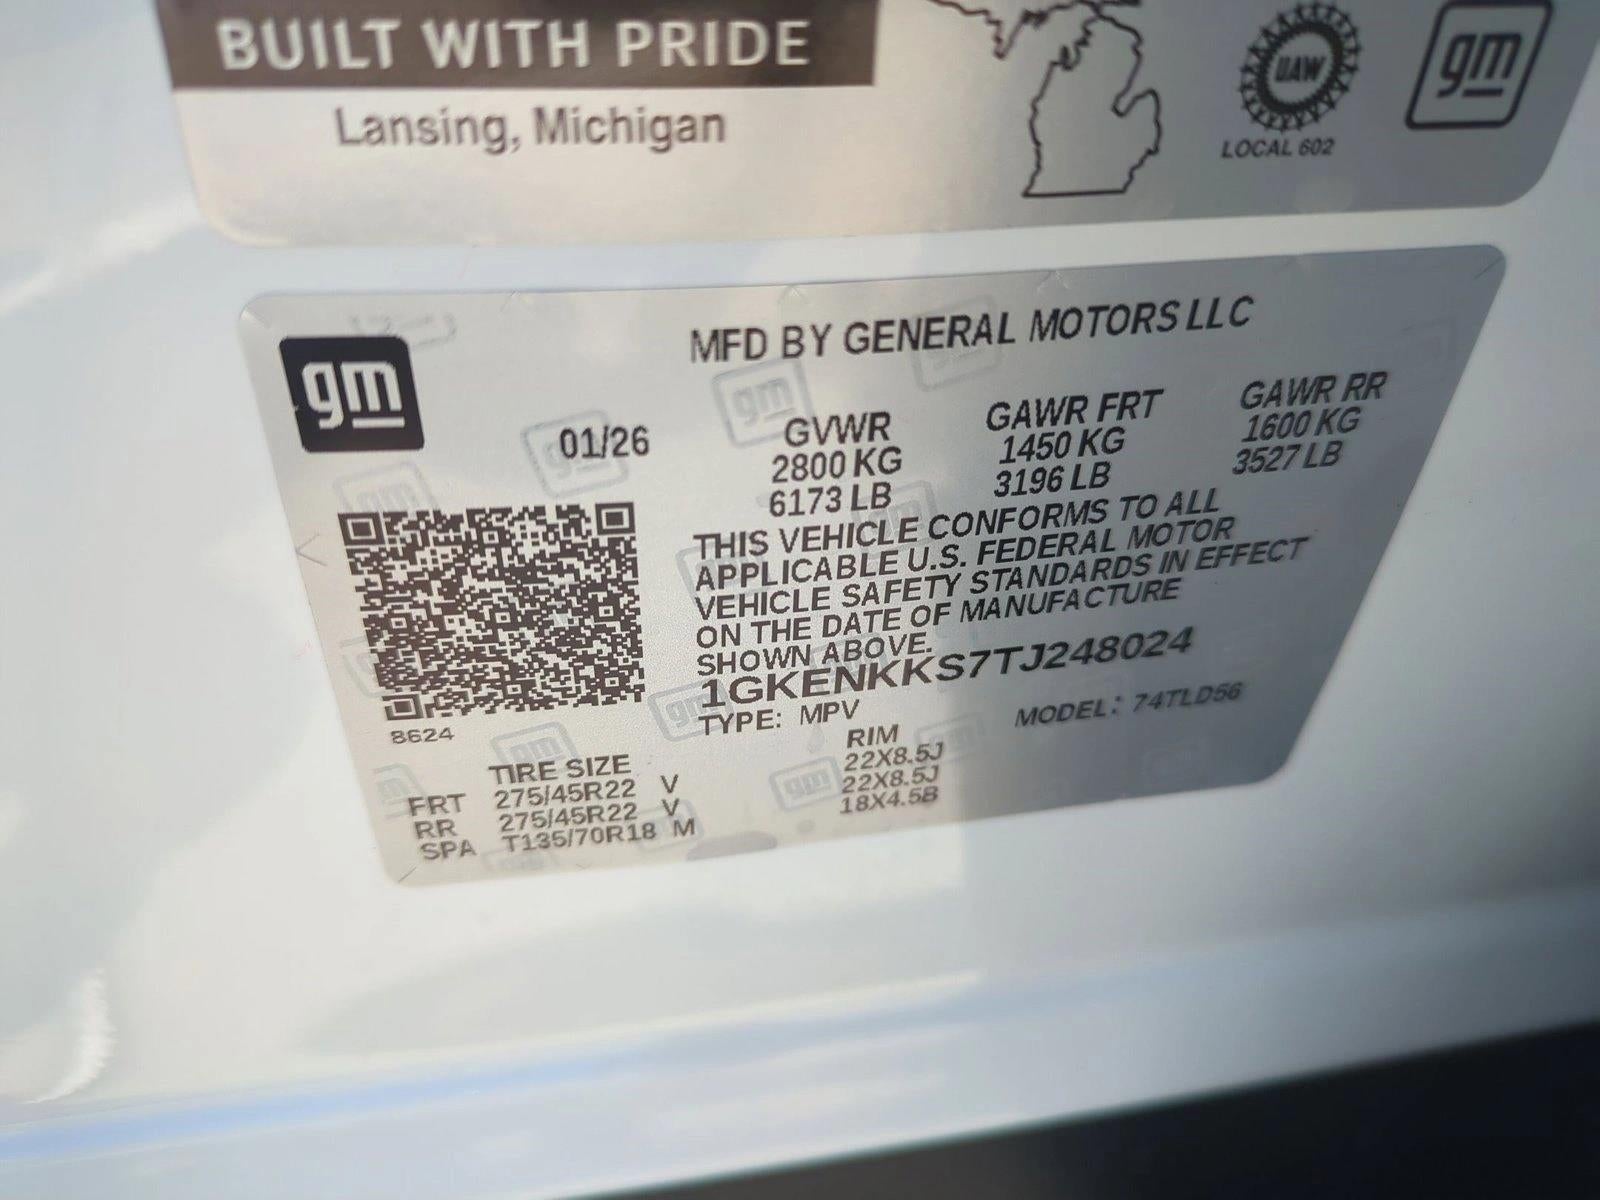 BUILT WITH PRIDE
Lansing, Michigan
UAW
LOCAL 602
gm
gm
MFD BY GENERAL MOTORS LLC
01/26
GVWR
2800 KG
6173 LB
GAWR FRT
1450 KG
3196 LB
GAWR RR
1600 KG
3527 LB
THIS VEHICLE CONFORMS TO ALL
APPLICABLE U.S. FEDERAL MOTOR
VEHICLE SAFETY STANDARDS IN EFFECT
ON THE DATE OF MANUFACTURE
SHOWN ABOVE.
1GKENKKS7TJ248024
TYPE: MPV
MODEL: 74TLD56
8624
TIRE SIZE
RIM
FRT 275/45R22 V 22X8.5J
RR 275/45R22 V 22X8.5J
SPA T135/70R18 M 18X4.5B